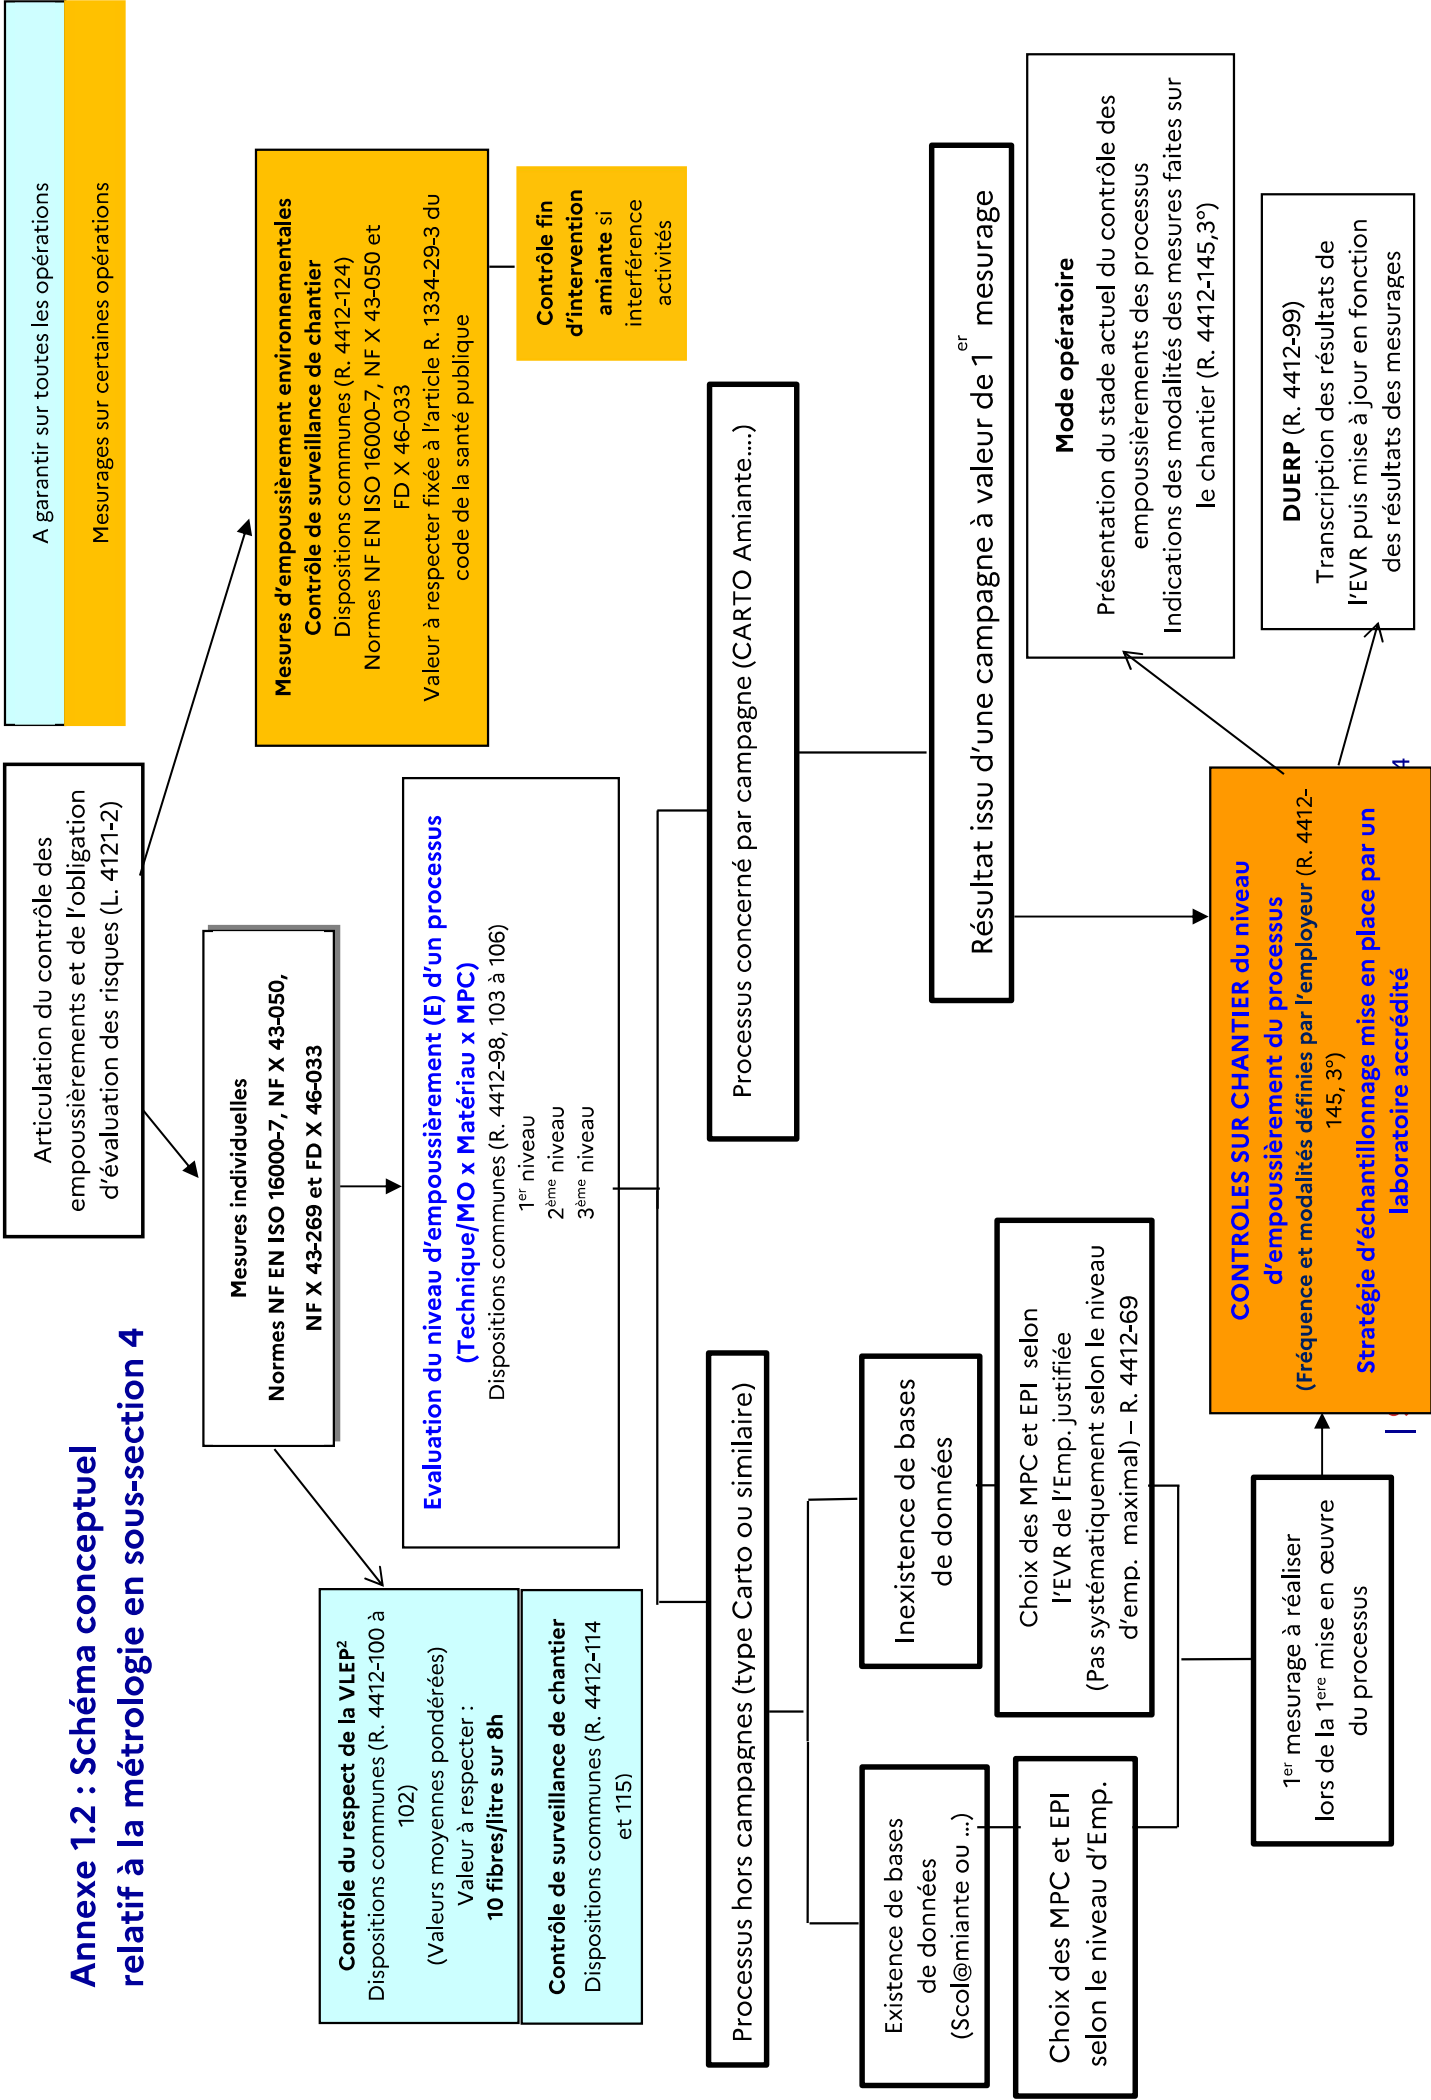 Annexe 1.2 : Schéma conceptuel
relatif à la métrologie en sous-section 4
Articulation du contrôle des
empoussièrements et de l'obligation
d'évaluation des risques (L. 4121-2)
A garantir sur toutes les opérations
Mesurages sur certaines opérations
Mesures individuelles
Normes NF EN ISO 16000-7, NF X 43-050,
NF X 43-269 et FD X 46-033
Mesures d'empoussièrement environnementales
Contrôle de surveillance de chantier
Dispositions communes (R. 4412-124)
Normes NF EN ISO 16000-7, NF X 43-050 et
FD X 46-033
Valeur à respecter fixée à l'article R. 1334-29-3 du
code de la santé publique
Contrôle fin
d'intervention
amiante si
interférence
activités
Contrôle du respect de la VLEP²
Dispositions communes (R. 4412-100 à
102)
(Valeurs moyennes pondérées)
Valeur à respecter :
10 fibres/litre sur 8h
Contrôle de surveillance de chantier
Dispositions communes (R. 4412-114
et 115)
Evaluation du niveau d'empoussièrement (E) d'un processus
(Technique/MO x Matériau x MPC)
Dispositions communes (R. 4412-98, 103 à 106)
1er niveau
2ème niveau
3ème niveau
Processus hors campagnes (type Carto ou similaire)
Processus concerné par campagne (CARTO Amiante....)
Existence de bases
de données
(Scol@miante ou ...)
Inexistence de bases
de données
Résultat issu d'une campagne à valeur de 1er mesurage
Choix des MPC et EPI
selon le niveau d'Emp.
Choix des MPC et EPI selon
l'EVR de l'Emp. justifiée
(Pas systématiquement selon le niveau
d'emp. maximal) – R. 4412-69
Mode opératoire
Présentation du stade actuel du contrôle des
empoussièrements des processus
Indications des modalités des mesures faites sur
le chantier (R. 4412-145,3°)
1er mesurage à réaliser
lors de la 1ere mise en œuvre
du processus
CONTROLES SUR CHANTIER du niveau
d'empoussièrement du processus
(Fréquence et modalités définies par l'employeur (R. 4412-
145, 3°)
Stratégie d'échantillonnage mise en place par un
laboratoire accrédité
DUERP (R. 4412-99)
Transcription des résultats de
l'EVR puis mise à jour en fonction
des résultats des mesurages